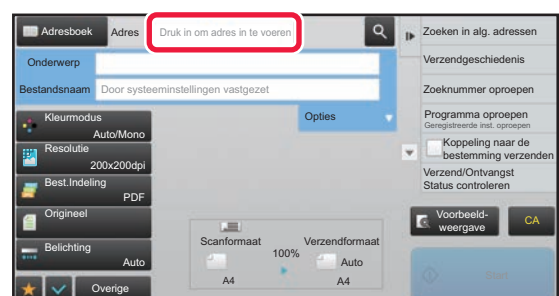 Adresboek
Adres
Druk in om adres in te voeren
Onderwerp
Bestandsnaam
Door systeeminstellingen vastgezet
Opties
Kleurmodus
Auto/Mono
Resolutie
200x200dpi
Best.Indeling
PDF
Origineel
Belichting
Auto
Overige
Scanformaat
A4
100%
Verzendformaat
Auto
A4
Zoeken in alg. adressen
Verzendgeschiedenis
Zoeknummer oproepen
Programma oproepen
Geregistreerde inst. oproepen
Koppeling naar de
bestemming verzenden
Verzend/Ontvangst
Status controleren
Voorbeeld-
weergave
CA
Start